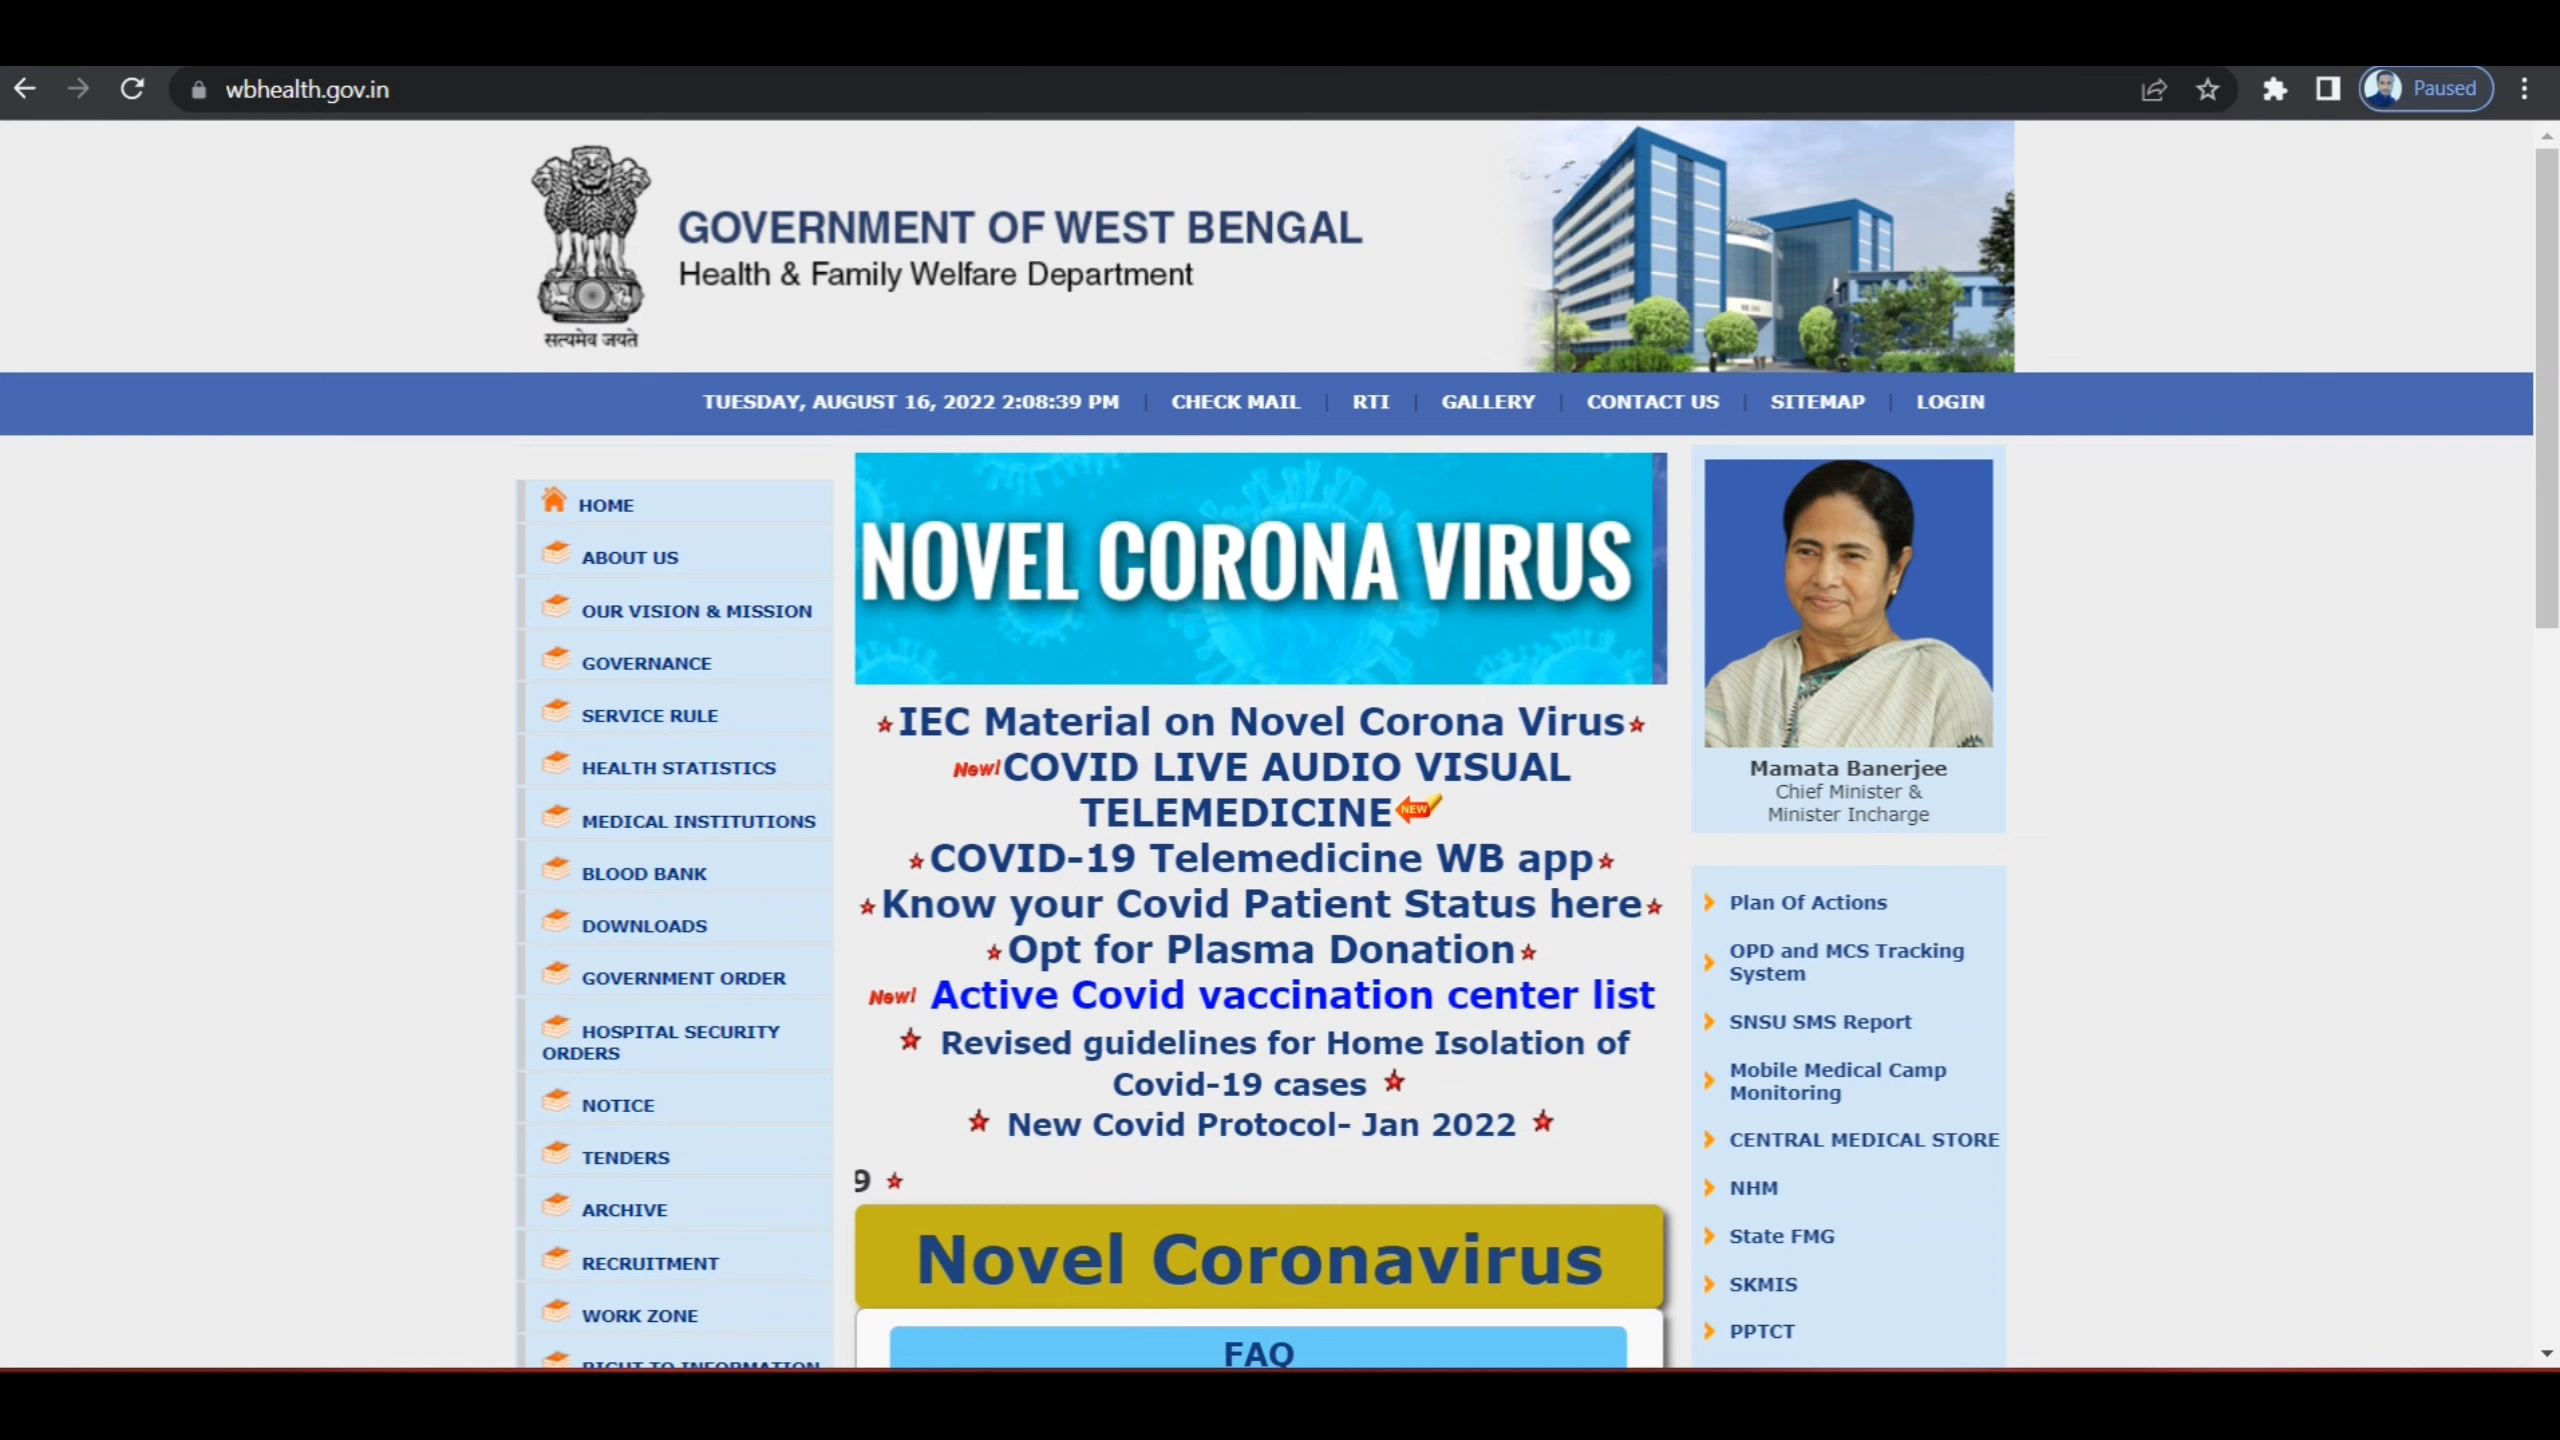 wbhealth.gov.in
Paused
GOVERNMENT OF WEST BENGAL
Health & Family Welfare Department
सत्यमेव जयते
TUESDAY, AUGUST 16, 2022 2:08:39 PM
CHECK MAIL
RTI
GALLERY
CONTACT US
SITEMAP
LOGIN
HOME
ABOUT US
OUR VISION & MISSION
GOVERNANCE
SERVICE RULE
HEALTH STATISTICS
MEDICAL INSTITUTIONS
BLOOD BANK
DOWNLOADS
GOVERNMENT ORDER
HOSPITAL SECURITY
ORDERS
NOTICE
TENDERS
ARCHIVE
RECRUITMENT
WORK ZONE
RIGHT TO INFORMATION
NOVEL CORONA VIRUS
IEC Material on Novel Corona Virus
New! COVID LIVE AUDIO VISUAL
TELEMEDICINE NEW
COVID-19 Telemedicine WB app
Know your Covid Patient Status here
Opt for Plasma Donation
New! Active Covid vaccination center list
Revised guidelines for Home Isolation of
Covid-19 cases
New Covid Protocol- Jan 2022
9
Novel Coronavirus
FAQ
Mamata Banerjee
Chief Minister &
Minister Incharge
Plan Of Actions
OPD and MCS Tracking
System
SNSU SMS Report
Mobile Medical Camp
Monitoring
CENTRAL MEDICAL STORE
NHM
State FMG
SKMIS
PPTCT